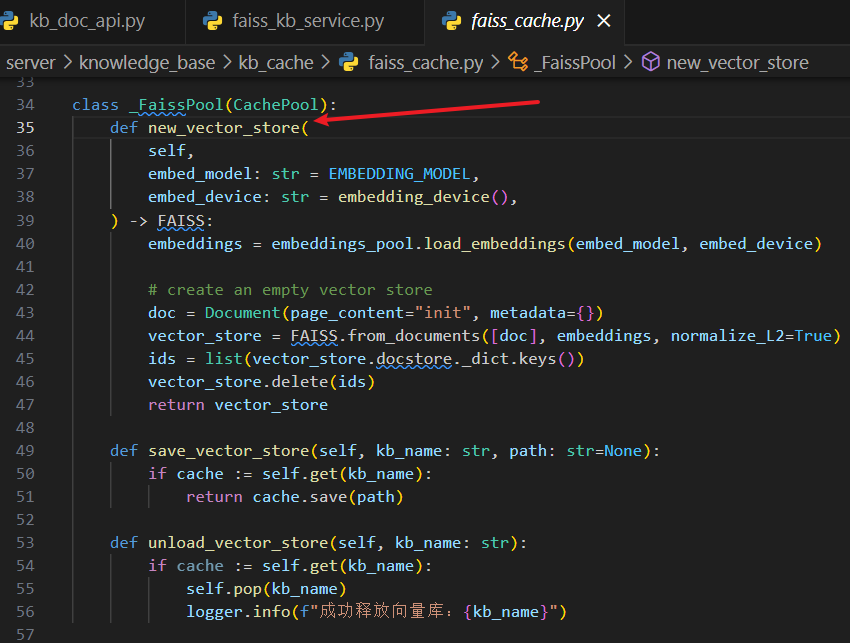 kb_doc_api.py faiss_kb_service.py faiss_cache.py ×
server > knowledge_base > kb_cache > faiss_cache.py > _FaissPool > new_vector_store
33
34 class _FaissPool(CachePool):
35     def new_vector_store(
36         self,
37         embed_model: str = EMBEDDING_MODEL,
38         embed_device: str = embedding_device(),
39     ) -> FAISS:
40         embeddings = embeddings_pool.load_embeddings(embed_model, embed_device)
41
42         # create an empty vector store
43         doc = Document(page_content="init", metadata={})
44         vector_store = FAISS.from_documents([doc], embeddings, normalize_L2=True)
45         ids = list(vector_store.docstore._dict.keys())
46         vector_store.delete(ids)
47         return vector_store
48
49     def save_vector_store(self, kb_name: str, path: str=None):
50         if cache := self.get(kb_name):
51             return cache.save(path)
52
53     def unload_vector_store(self, kb_name: str):
54         if cache := self.get(kb_name):
55             self.pop(kb_name)
56             logger.info(f"成功释放向量库：{kb_name}")
57